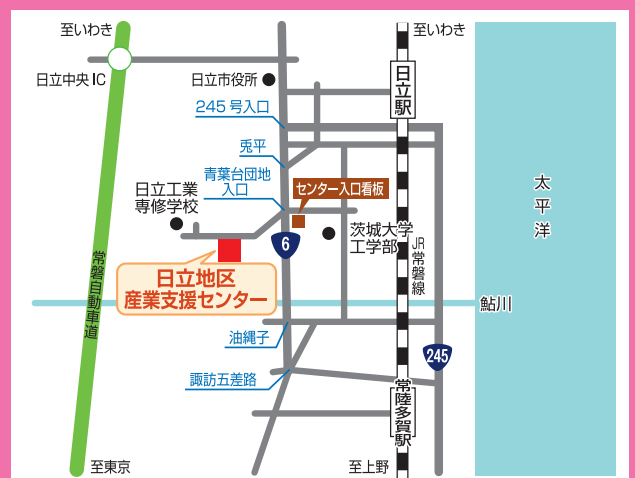 至いわき
至いわき
日立中央IC
日立市役所
日立駅
245号入口
兎平
青葉台団地
入口
センター入口看板
日立工業
専修学校
茨城大学
工学部
太平洋
6
JR常磐線
日立地区
産業支援センター
常磐自動車道
鮎川
油縄子
245
諏訪五差路
常陸多賀駅
至東京
至上野